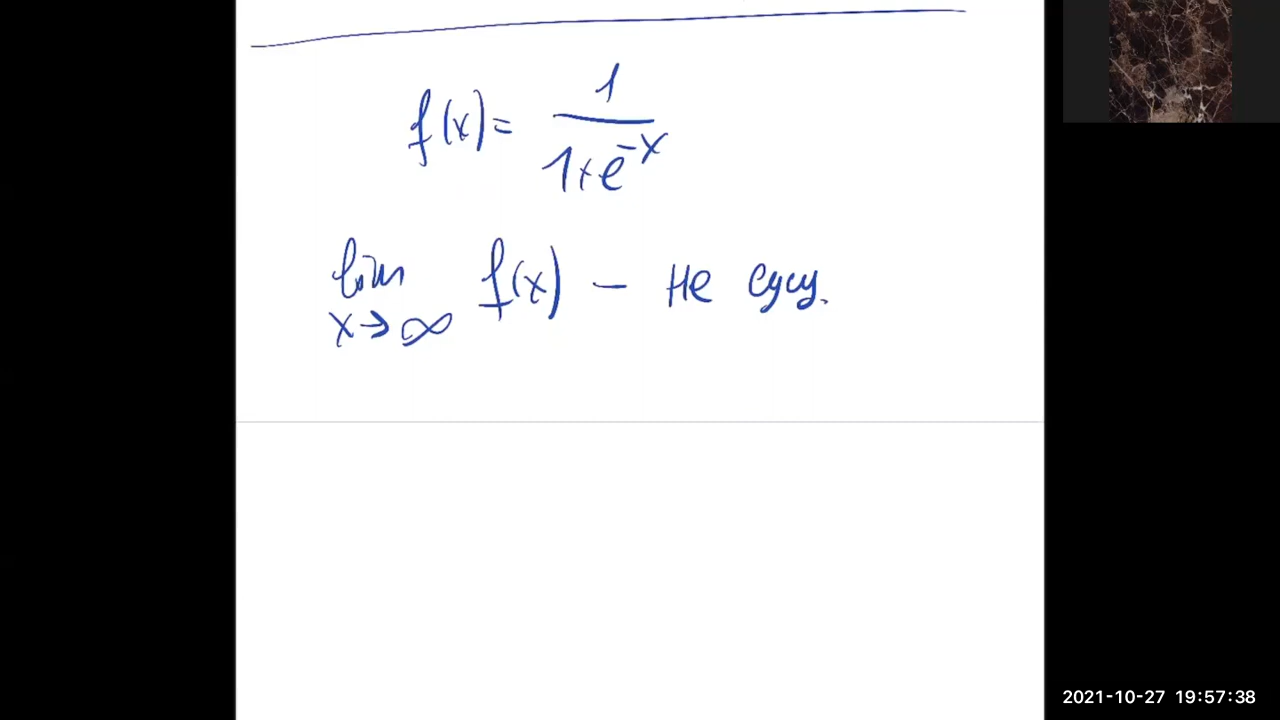 f(x) = 1 / (1 + e^{-x})
lim x→∞ f(x) – не сущ.
2021-10-27 19:57:38